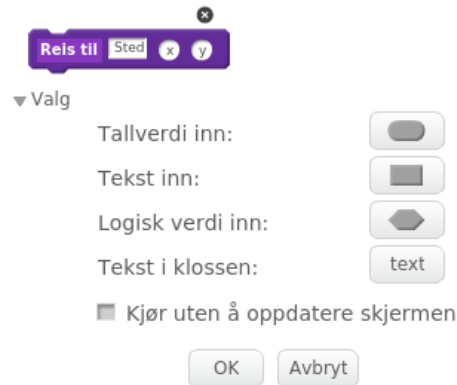 Reis til Sted x y
Valg
Tallverdi inn:
Tekst inn:
Logisk verdi inn:
Tekst i klossen: text
Kjør uten å oppdatere skjermen
OK Avbryt